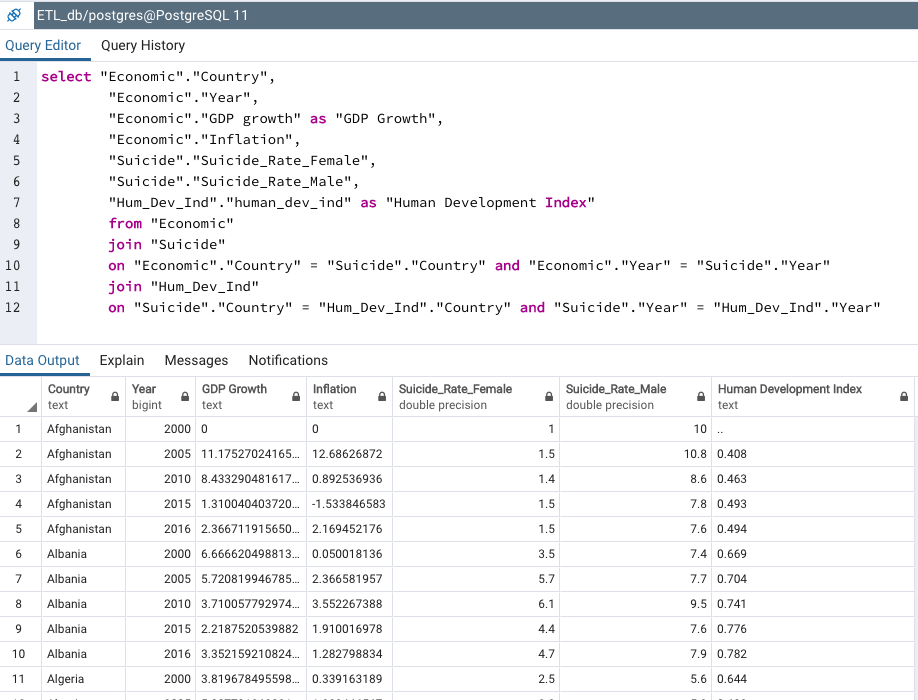 ETL_db/postgres@PostgreSQL 11
Query Editor Query History
1 select "Economic"."Country",
2 "Economic"."Year",
3 "Economic"."GDP growth" as "GDP Growth",
4 "Economic"."Inflation",
5 "Suicide"."Suicide_Rate_Female",
6 "Suicide"."Suicide_Rate_Male",
7 "Hum_Dev_Ind"."human_dev_ind" as "Human Development Index"
8 from "Economic"
9 join "Suicide"
10 on "Economic"."Country" = "Suicide"."Country" and "Economic"."Year" = "Suicide"."Year"
11 join "Hum_Dev_Ind"
12 on "Suicide"."Country" = "Hum_Dev_Ind"."Country" and "Suicide"."Year" = "Hum_Dev_Ind"."Year"
Data Output Explain Messages Notifications
Country Year GDP Growth Inflation Suicide_Rate_Female Suicide_Rate_Male Human Development Index
text bigint text text double precision double precision text
1 Afghanistan 2000 0 0 1 10 ..
2 Afghanistan 2005 11.17527024165... 12.68626872 1.5 10.8 0.408
3 Afghanistan 2010 8.433290481617... 0.892536936 1.4 8.6 0.463
4 Afghanistan 2015 1.310040403720... -1.533846583 1.5 7.8 0.493
5 Afghanistan 2016 2.366711915650... 2.169452176 1.5 7.6 0.494
6 Albania 2000 6.666620498813... 0.050018136 3.5 7.4 0.669
7 Albania 2005 5.720819946785... 2.366581957 5.7 7.7 0.704
8 Albania 2010 3.710057792974... 3.552267388 6.1 9.5 0.741
9 Albania 2015 2.2187520539882 1.910016978 4.4 7.6 0.776
10 Albania 2016 3.352159210824... 1.282798834 4.7 7.9 0.782
11 Algeria 2000 3.819678495598... 0.339163189 2.5 5.6 0.644